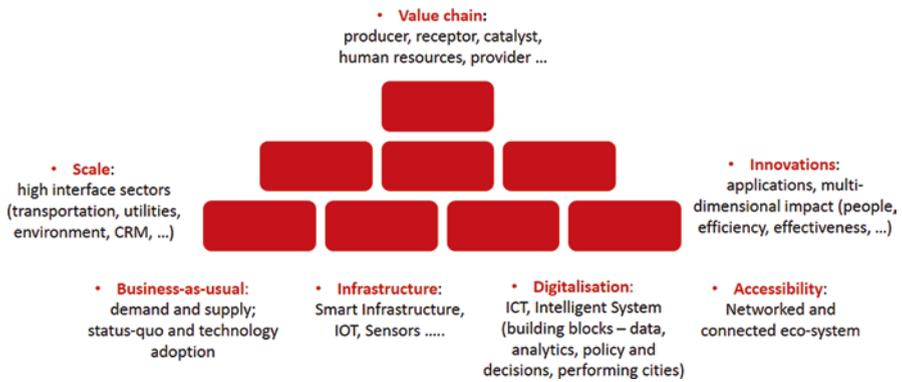 • Value chain:
producer, receptor, catalyst,
human resources, provider ...
• Scale:
high interface sectors
(transportation, utilities,
environment, CRM, ...)
• Innovations:
applications, multi-
dimensional impact (people,
efficiency, effectiveness, ...)
• Business-as-usual:
demand and supply;
status-quo and technology
adoption
• Infrastructure:
Smart Infrastructure,
IOT, Sensors .....
• Digitalisation:
ICT, Intelligent System
(building blocks – data,
analytics, policy and
decisions, performing cities)
• Accessibility:
Networked and
connected eco-system